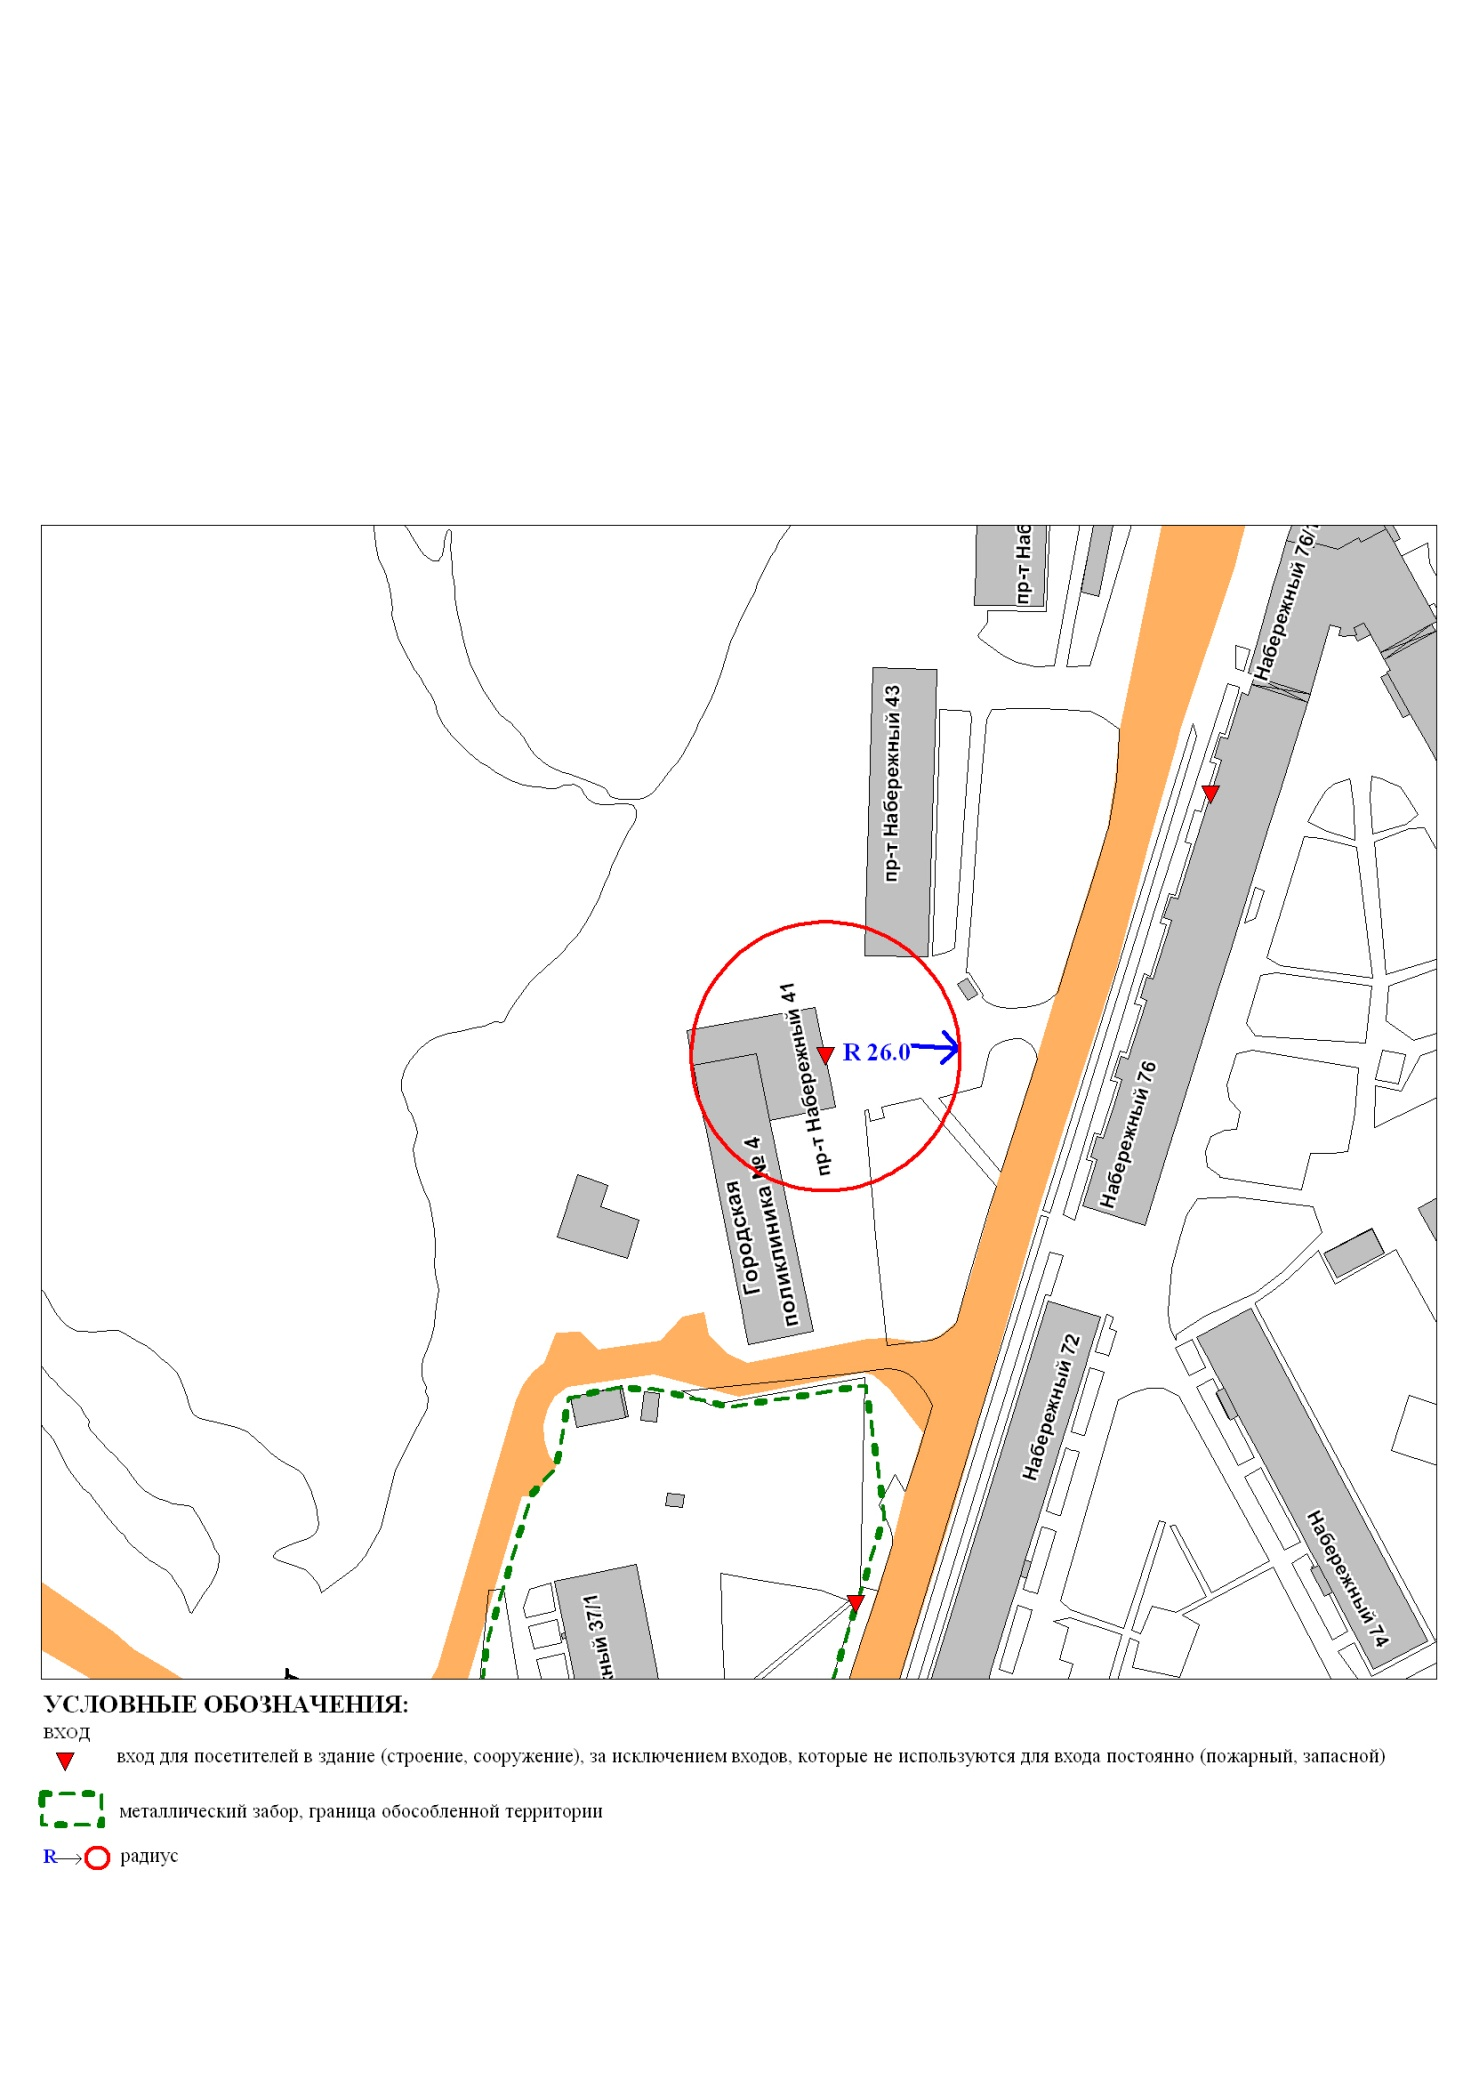 пр-т Наб
Набережный 76/1
пр-т Набережный 43
пр-т Набережный 41
R 26.0
Набережный 76
Городская
поликлиника № 4
Набережный 72
Набережный 74
ный 37/1
УСЛОВНЫЕ ОБОЗНАЧЕНИЯ:
ВХОД
вход для посетителей в здание (строение, сооружение), за исключением входов, которые не используются для входа постоянно (пожарный, запасной)
металлический забор, граница обособленной территории
R радиус